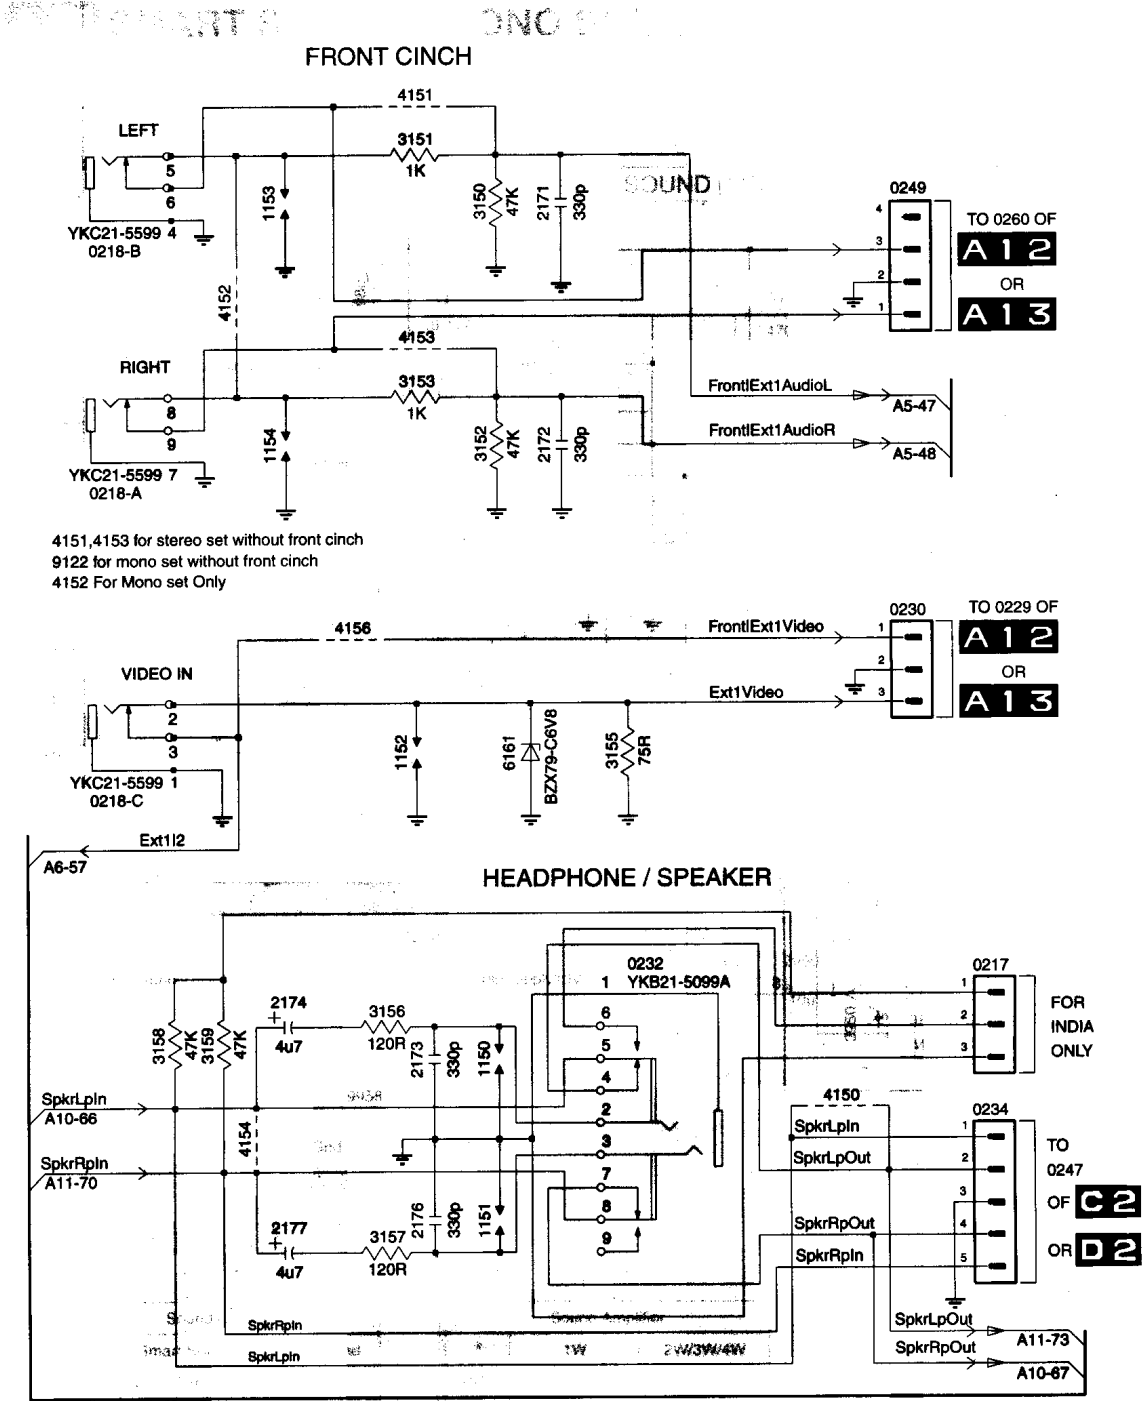 FRONT CINCH
4151
LEFT
3151
1K
5
6
1153
3150
47K
2171
330p
SOUND
0249
4
3
2
1
TO 0260 OF
A12
OR
A13
YKC21-5599 4
0218-B
4152
4153
RIGHT
3153
1K
8
9
1154
3152
47K
2172
330p
FrontIExt1AudioL
A5-47
FrontIExt1AudioR
A5-48
YKC21-5599 7
0218-A
4151,4153 for stereo set without front cinch
9122 for mono set without front cinch
4152 For Mono set Only
4156
FrontIExt1Video
0230
1
2
3
TO 0229 OF
A12
OR
A13
VIDEO IN
Ext1Video
2
3
1152
6161
BZX79-C6V8
3155
75R
YKC21-5599 1
0218-C
Ext1I2
A6-57
HEADPHONE / SPEAKER
0232
YKB21-5099A
1
6
5
4
2
3
7
8
9
0217
1
2
3
FOR
INDIA
ONLY
2174
+
4u7
3156
120R
3158
47K
3159
47K
2173
330p
1150
SpkrLpIn
A10-66
4154
SpkrRpIn
A11-70
2177
+
4u7
3157
120R
2176
330p
1151
4150
0234
1
2
3
4
5
SpkrLpIn
SpkrLpOut
SpkrRpOut
SpkrRpIn
TO
0247
OF C2
OR D2
SpkrRpIn
SpkrLpIn
1W
2W/3W/4W
SpkrLpOut
A11-73
SpkrRpOut
A10-67